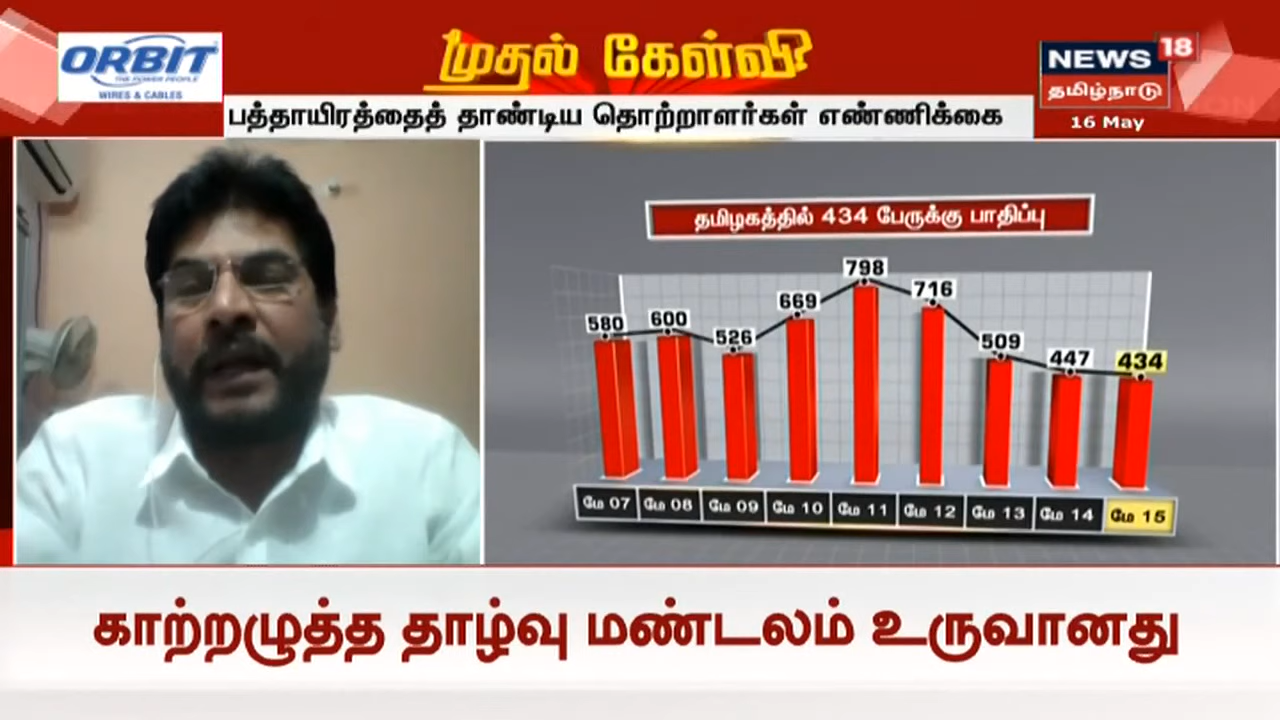 ORBIT
THE POWER PEOPLE
WIRES & CABLES
முதல் கேள்வி?
NEWS 18
தமிழ்நாடு
16 May
பத்தாயிரத்தைத் தாண்டிய தொற்றாளர்கள் எண்ணிக்கை
தமிழகத்தில் 434 பேருக்கு பாதிப்பு
580 600 526 669 798 716 509 447 434
மே 07 மே 08 மே 09 மே 10 மே 11 மே 12 மே 13 மே 14 மே 15
காற்றழுத்த தாழ்வு மண்டலம் உருவானது